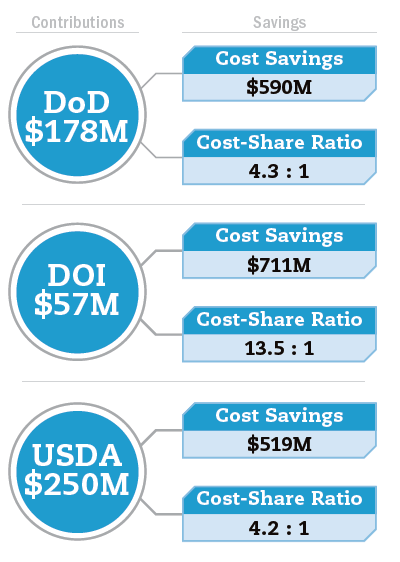 Contributions
Savings
DoD
$178M
Cost Savings
$590M
Cost-Share Ratio
4.3 : 1
DOI
$57M
Cost Savings
$711M
Cost-Share Ratio
13.5 : 1
USDA
$250M
Cost Savings
$519M
Cost-Share Ratio
4.2 : 1